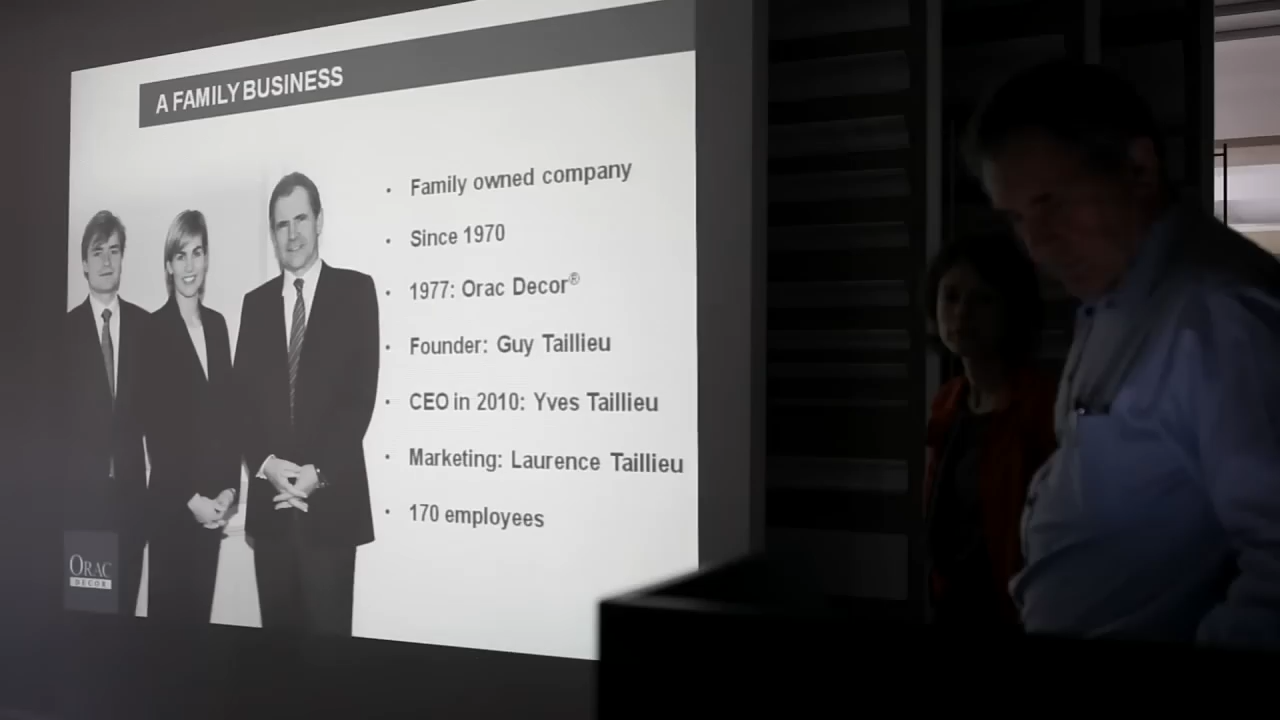 A FAMILY BUSINESS
• Family owned company
• Since 1970
• 1977: Orac Decor®
• Founder: Guy Taillieu
• CEO in 2010: Yves Taillieu
• Marketing: Laurence Taillieu
• 170 employees
ORAC
DECOR